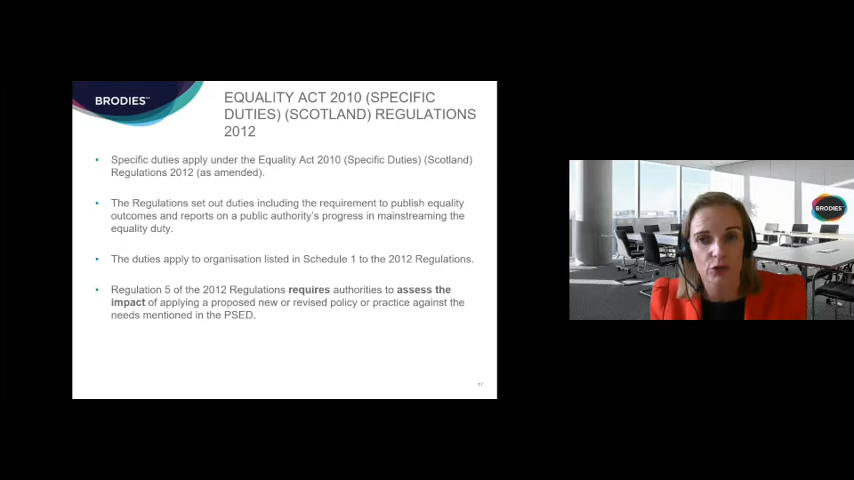 BRODIES LLP
EQUALITY ACT 2010 (SPECIFIC
DUTIES) (SCOTLAND) REGULATIONS
2012
• Specific duties apply under the Equality Act 2010 (Specific Duties) (Scotland)
Regulations 2012 (as amended).
• The Regulations set out duties including the requirement to publish equality
outcomes and reports on a public authority's progress in mainstreaming the
equality duty.
• The duties apply to organisation listed in Schedule 1 to the 2012 Regulations.
• Regulation 5 of the 2012 Regulations requires authorities to assess the
impact of applying a proposed new or revised policy or practice against the
needs mentioned in the PSED.
BRODIES